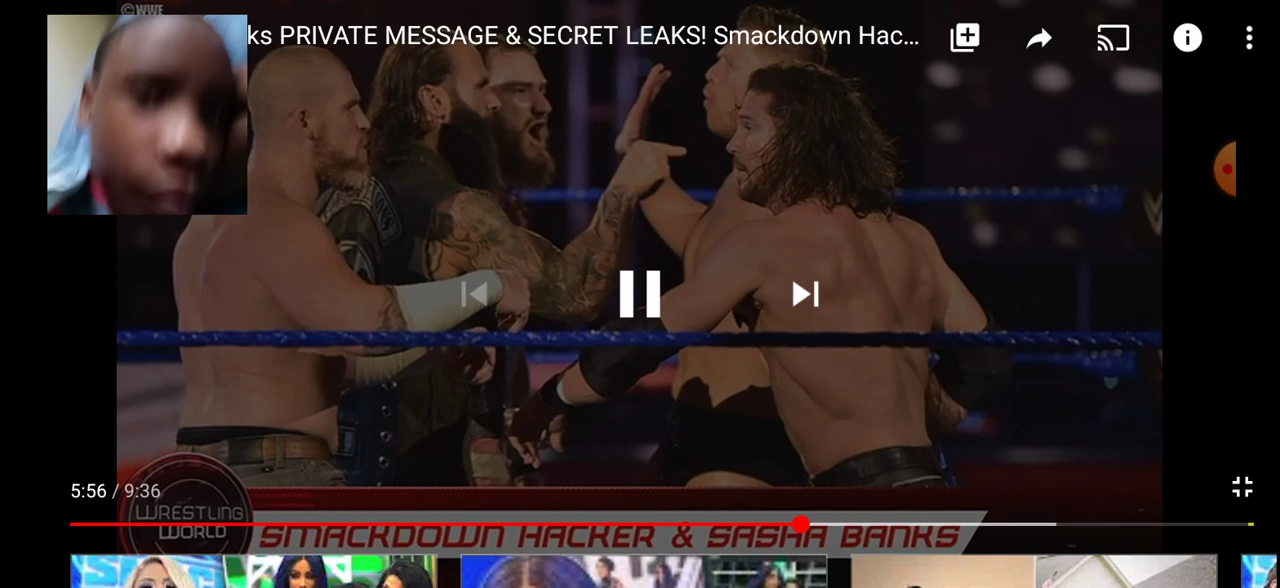 ©WWE
ks PRIVATE MESSAGE & SECRET LEAKS! Smackdown Hac...
5:56 / 9:36
WRESTLING
WORLD
SMACKDOWN HACKER & SASHA BANKS